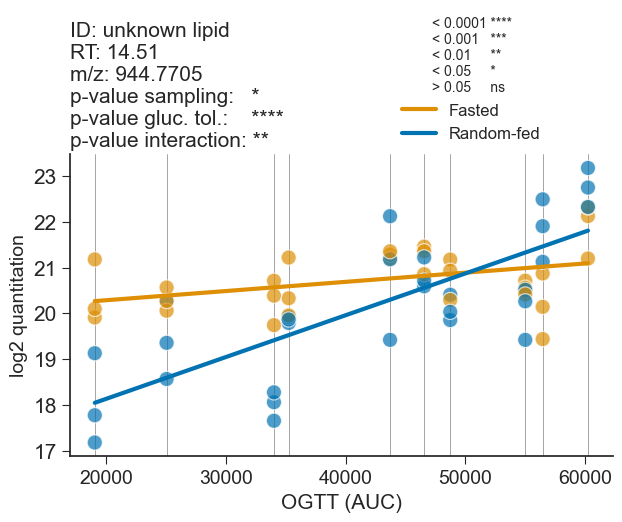 ID: unknown lipid
RT: 14.51
m/z: 944.7705
p-value sampling: *
p-value gluc. tol.: ****
p-value interaction: **
< 0.0001 ****
< 0.001 ***
< 0.01 **
< 0.05 *
> 0.05 ns
Fasted
Random-fed
log2 quantitation
23
22
21
20
19
18
17
20000 30000 40000 50000 60000
OGTT (AUC)